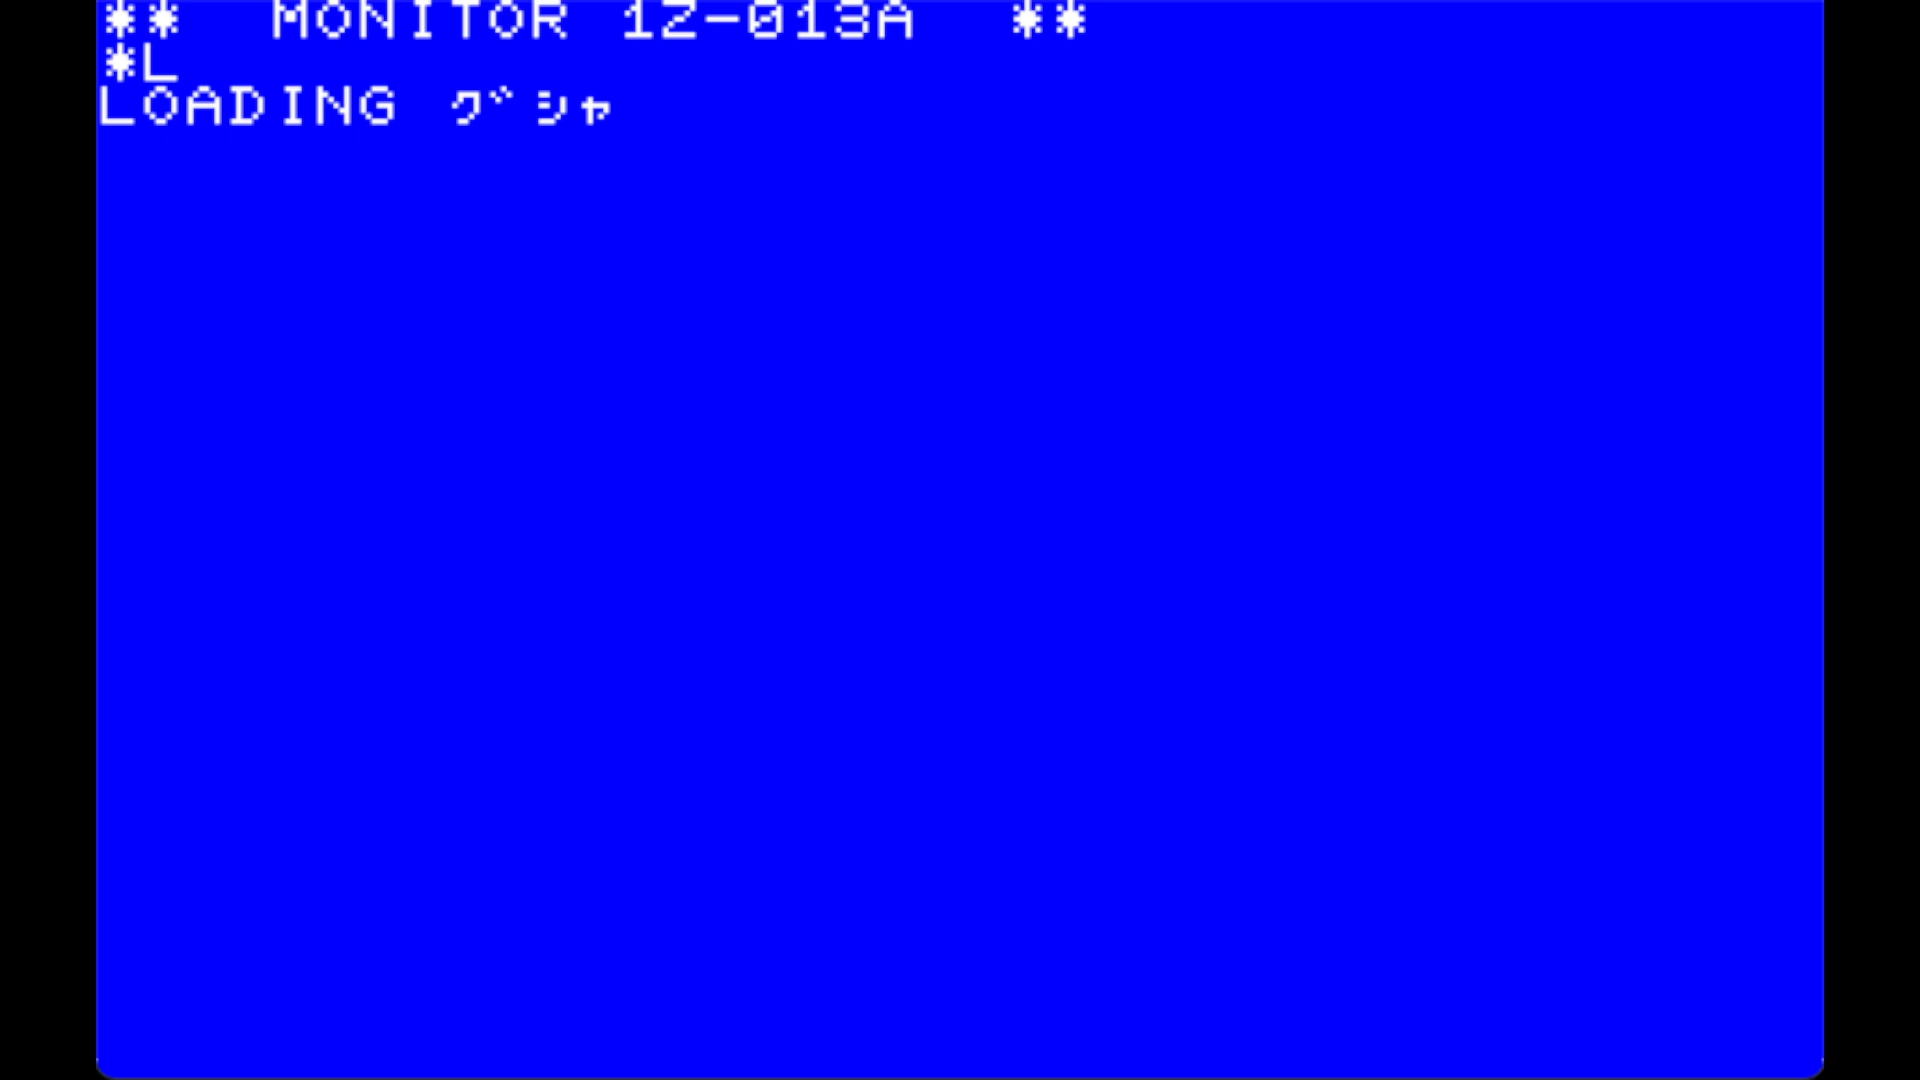 ** MONITOR 1Z-013A **
*L
LOADING グシャ